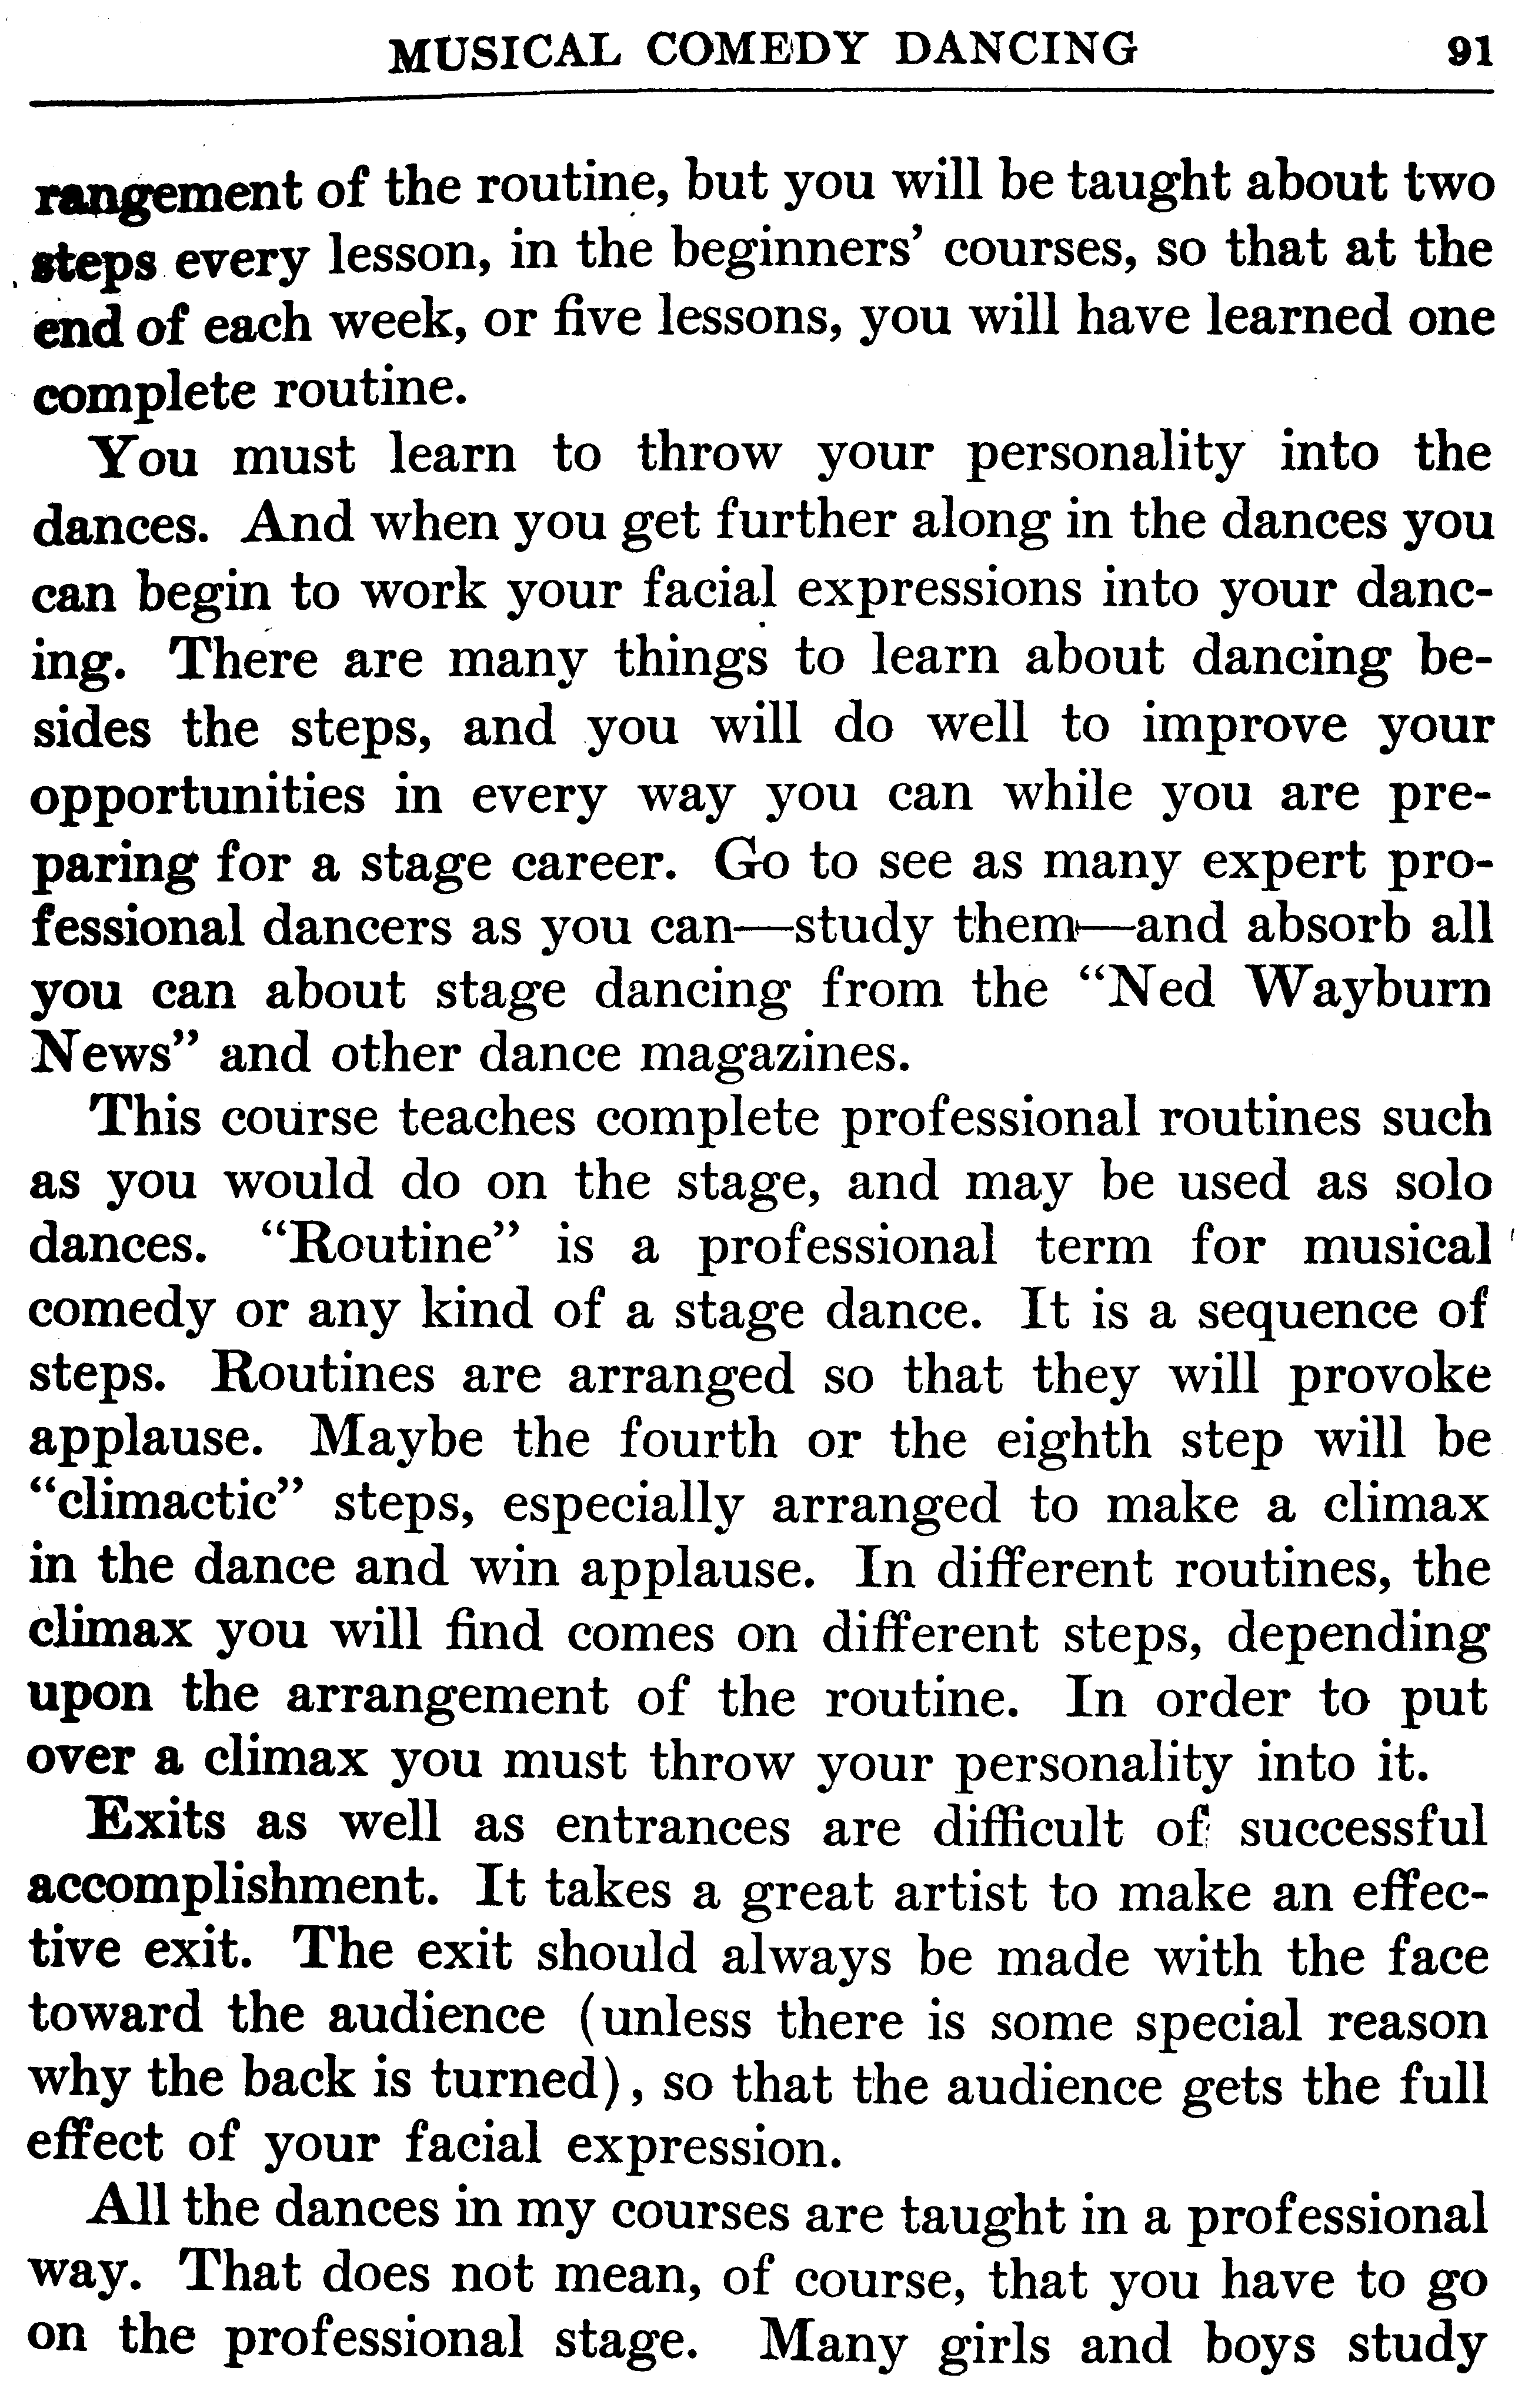 MUSICAL COMEDY DANCING 91
rangement of the routine, but you will be taught about two
steps every lesson, in the beginners' courses, so that at the
end of each week, or five lessons, you will have learned one
complete routine.
You must learn to throw your personality into the
dances. And when you get further along in the dances you
can begin to work your facial expressions into your danc-
ing. There are many things to learn about dancing be-
sides the steps, and you will do well to improve your
opportunities in every way you can while you are pre-
paring for a stage career. Go to see as many expert pro-
fessional dancers as you can—study them—and absorb all
you can about stage dancing from the “Ned Wayburn
News” and other dance magazines.
This course teaches complete professional routines such
as you would do on the stage, and may be used as solo
dances. “Routine” is a professional term for musical
comedy or any kind of a stage dance. It is a sequence of
steps. Routines are arranged so that they will provoke
applause. Maybe the fourth or the eighth step will be
“climactic” steps, especially arranged to make a climax
in the dance and win applause. In different routines, the
climax you will find comes on different steps, depending
upon the arrangement of the routine. In order to put
over a climax you must throw your personality into it.
Exits as well as entrances are difficult of successful
accomplishment. It takes a great artist to make an effec-
tive exit. The exit should always be made with the face
toward the audience (unless there is some special reason
why the back is turned), so that the audience gets the full
effect of your facial expression.
All the dances in my courses are taught in a professional
way. That does not mean, of course, that you have to go
on the professional stage. Many girls and boys study